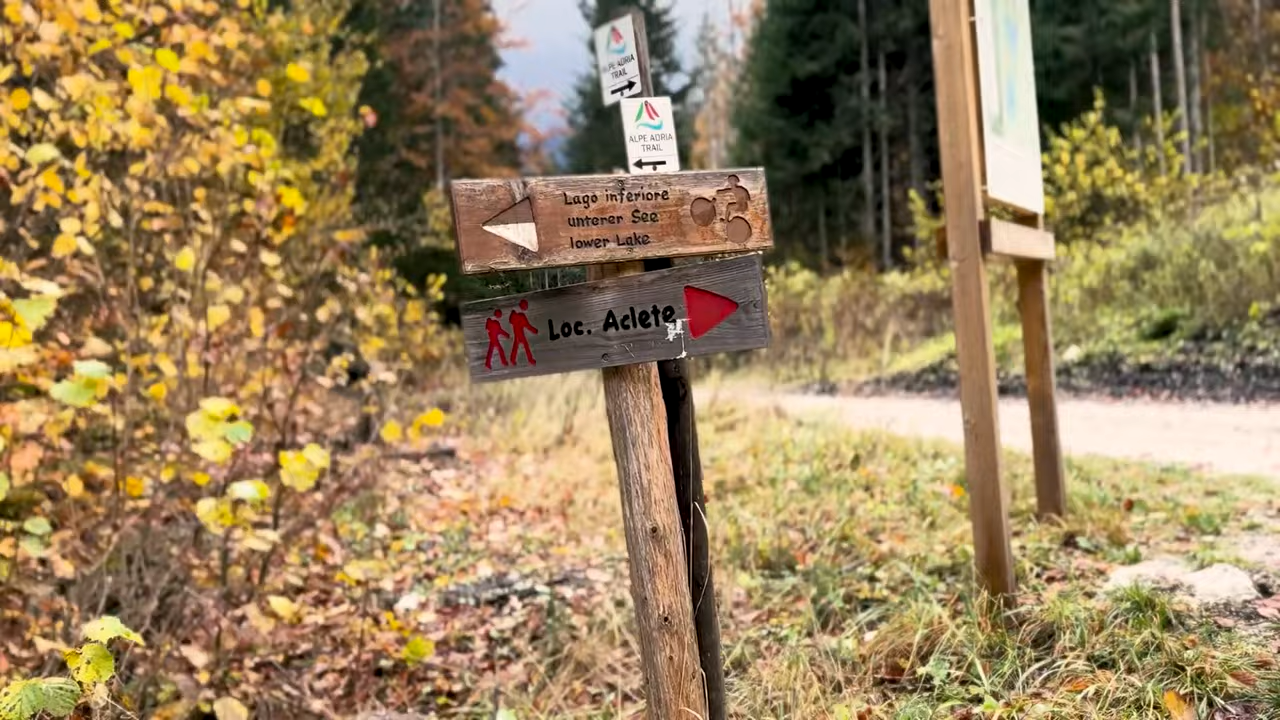 ALPE ADRIA
TRAIL
ALPE ADRIA
TRAIL
Lago inferiore
unterer See
lower Lake
Loc. Aclete